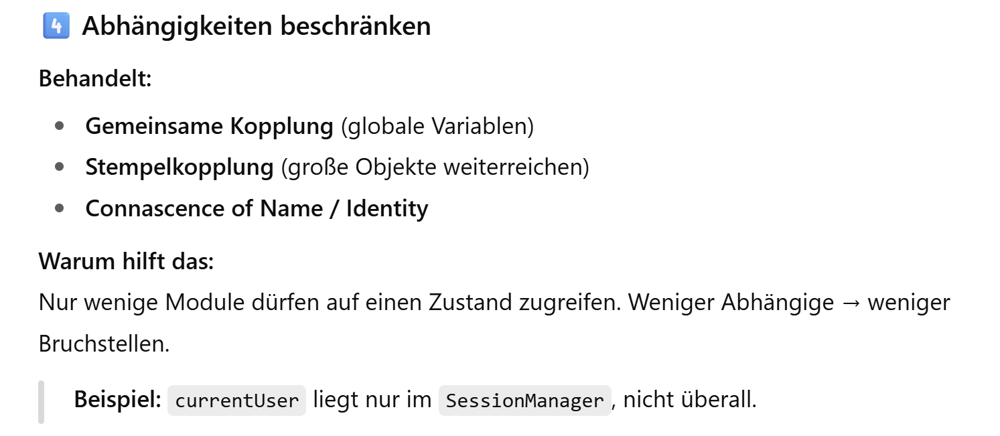 4 Abhängigkeiten beschränken
Behandelt:
• Gemeinsame Kopplung (globale Variablen)
• Stempelkopplung (große Objekte weiterreichen)
• Connascence of Name / Identity
Warum hilft das:
Nur wenige Module dürfen auf einen Zustand zugreifen. Weniger Abhängige → weniger
Bruchstellen.
Beispiel: currentUser liegt nur im SessionManager, nicht überall.